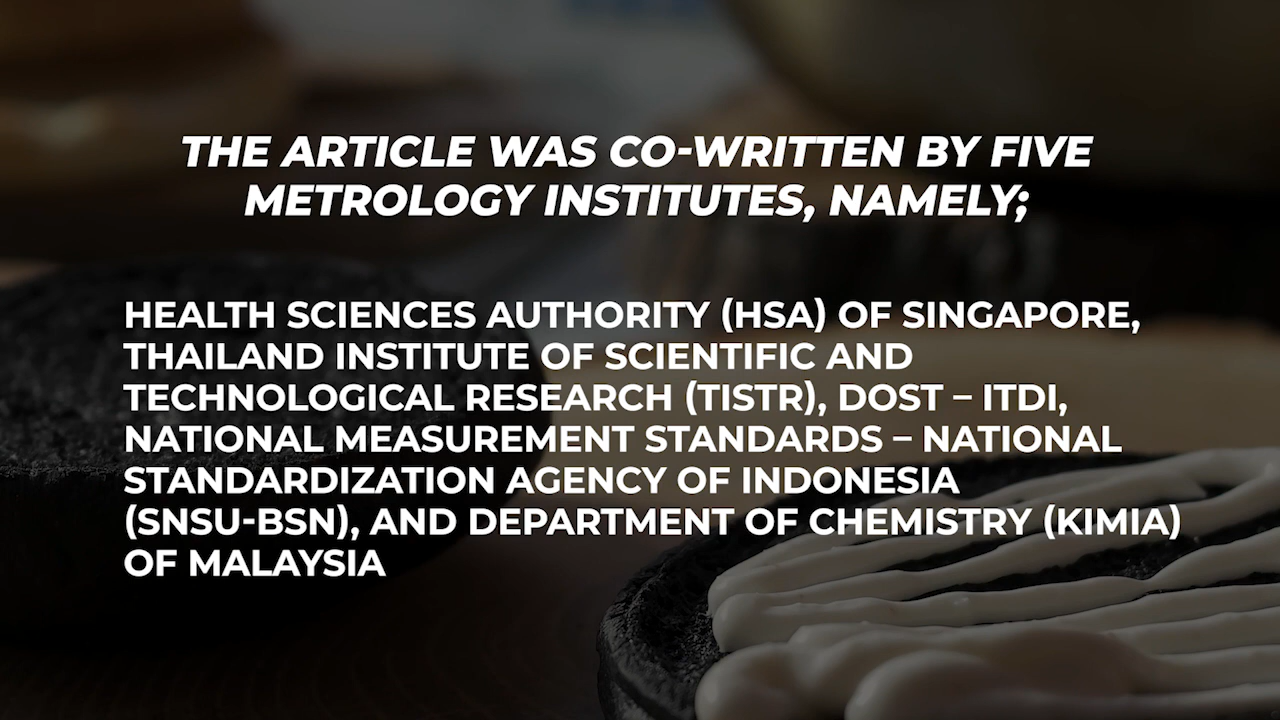 THE ARTICLE WAS CO-WRITTEN BY FIVE
METROLOGY INSTITUTES, NAMELY;
HEALTH SCIENCES AUTHORITY (HSA) OF SINGAPORE,
THAILAND INSTITUTE OF SCIENTIFIC AND
TECHNOLOGICAL RESEARCH (TISTR), DOST – ITDI,
NATIONAL MEASUREMENT STANDARDS – NATIONAL
STANDARDIZATION AGENCY OF INDONESIA
(SNSU-BSN), AND DEPARTMENT OF CHEMISTRY (KIMIA)
OF MALAYSIA